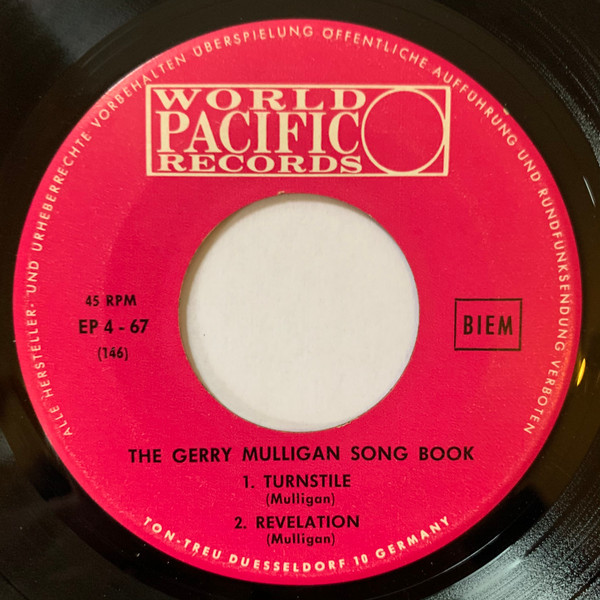 ALLE HERSTELLER- UND URHEBERRECHTE VORBEHALTEN ÜBERSPIELUNG ÖFFENTLICHE AUFFÜHRUNG UND RUNDFUNKSENDUNG VERBOTEN
WORLD
PACIFIC
RECORDS
45 RPM
EP 4 - 67
(146)
BIEM
THE GERRY MULLIGAN SONG BOOK
1. TURNSTILE
(Mulligan)
2. REVELATION
(Mulligan)
TON-TREU DUESSELDORF 10 GERMANY